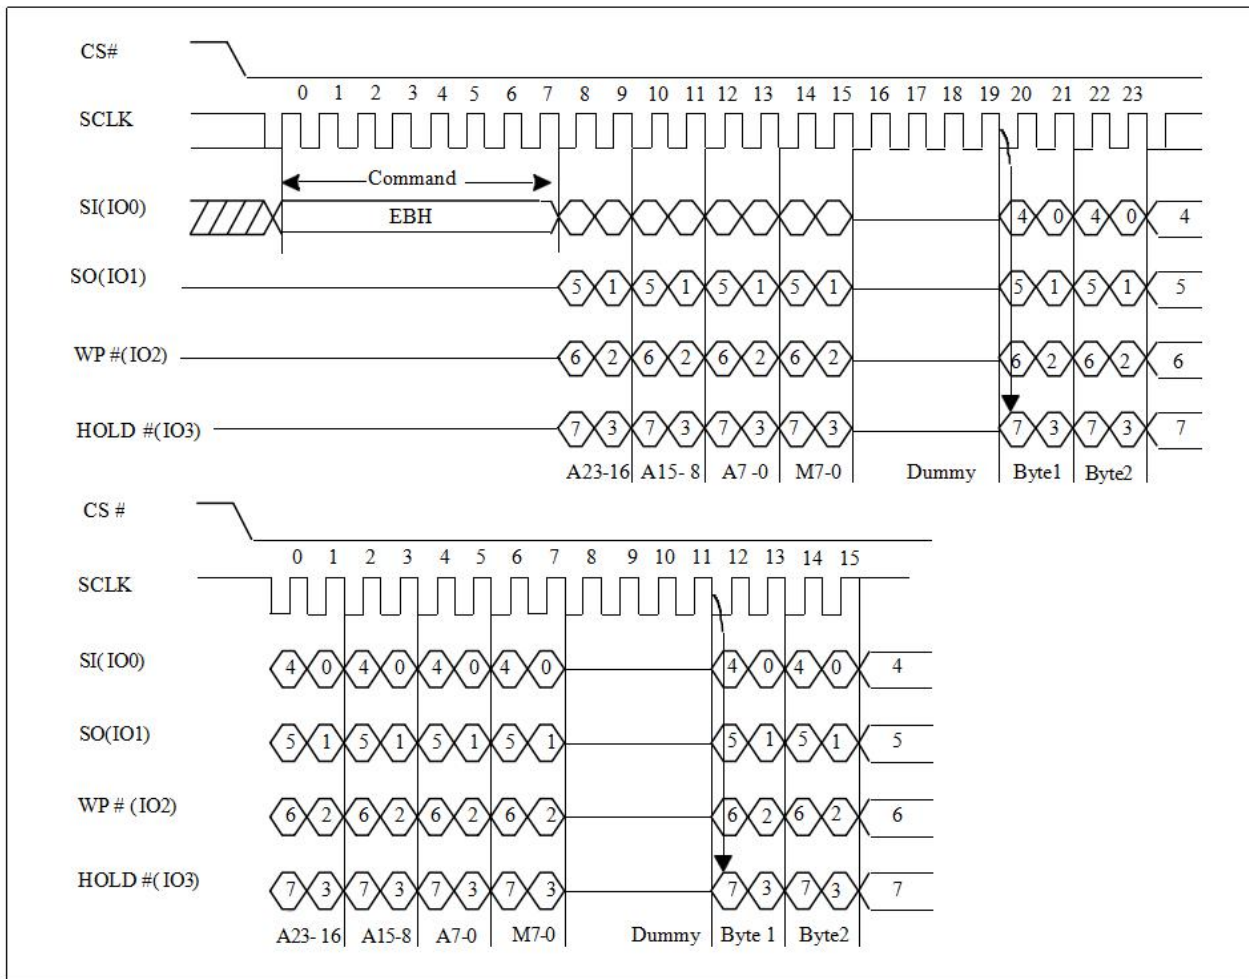 CS#
0 1 2 3 4 5 6 7 8 9 10 11 12 13 14 15 16 17 18 19 20 21 22 23
SCLK
Command
SI(IO0) EBH 4 0 4 0 4
SO(IO1) 5 1 5 1 5 1 5 1 5 1 5 1 5
WP #(IO2) 6 2 6 2 6 2 6 2 6 2 6 2 6
HOLD #(IO3) 7 3 7 3 7 3 7 3 7 3 7 3 7
A23-16 A15- 8 A7 -0 M7-0 Dummy Byte1 Byte2
CS #
0 1 2 3 4 5 6 7 8 9 10 11 12 13 14 15
SCLK
SI( IO0) 4 0 4 0 4 0 4 0 4 0 4 0 4
SO(IO1) 5 1 5 1 5 1 5 1 5 1 5 1 5
WP # (IO2) 6 2 6 2 6 2 6 2 6 2 6 2 6
HOLD #( IO3) 7 3 7 3 7 3 7 3 7 3 7 3 7
A23- 16 A15-8 A7-0 M7-0 Dummy Byte 1 Byte2